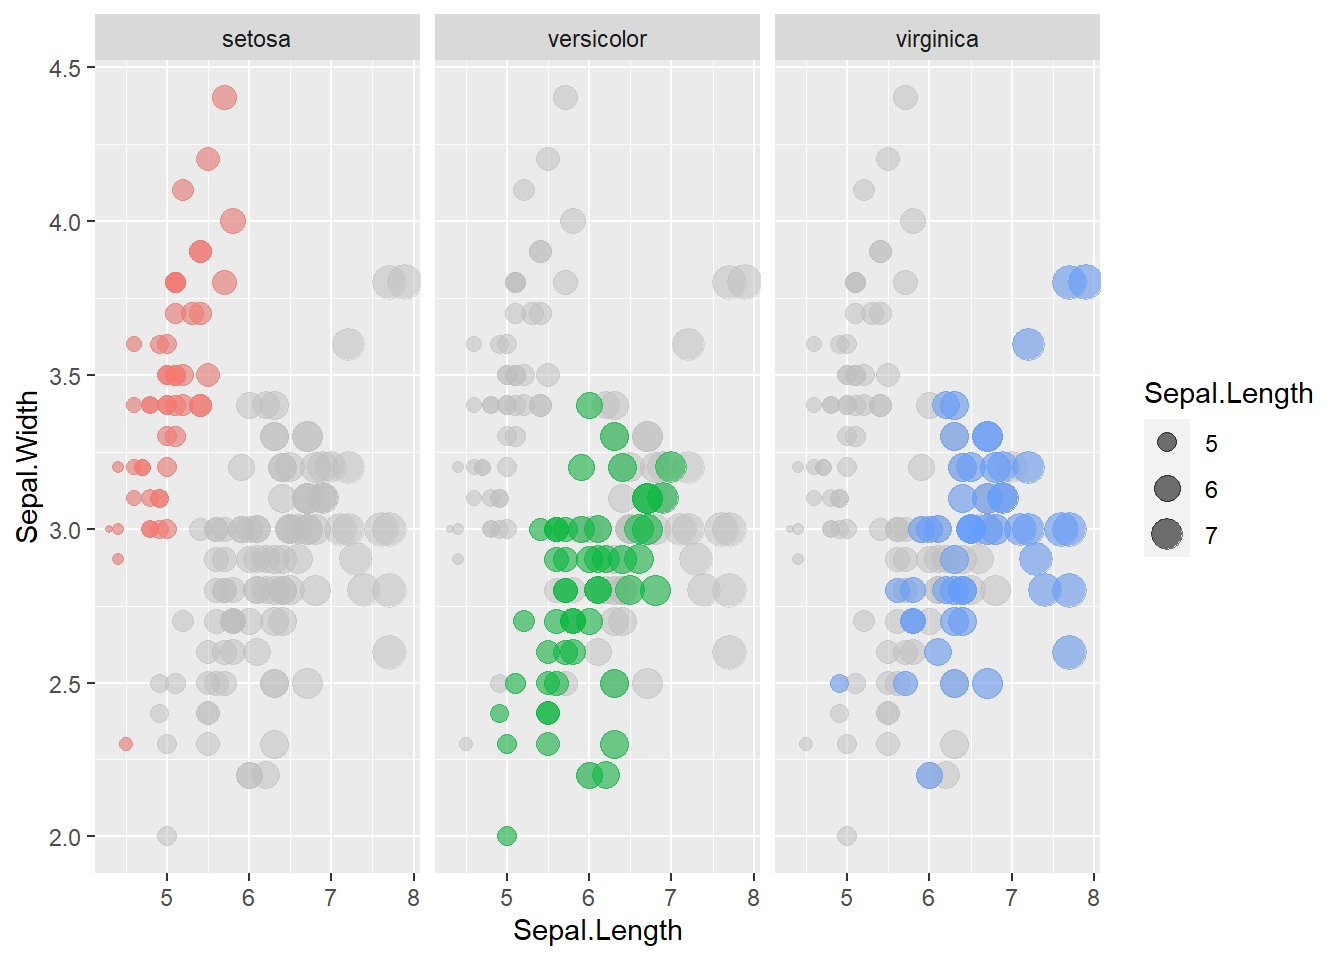 setosa versicolor virginica
4.5
4.0
3.5
3.0
2.5
2.0
Sepal.Width
5 6 7 8 5 6 7 8 5 6 7 8
Sepal.Length
Sepal.Length
5
6
7